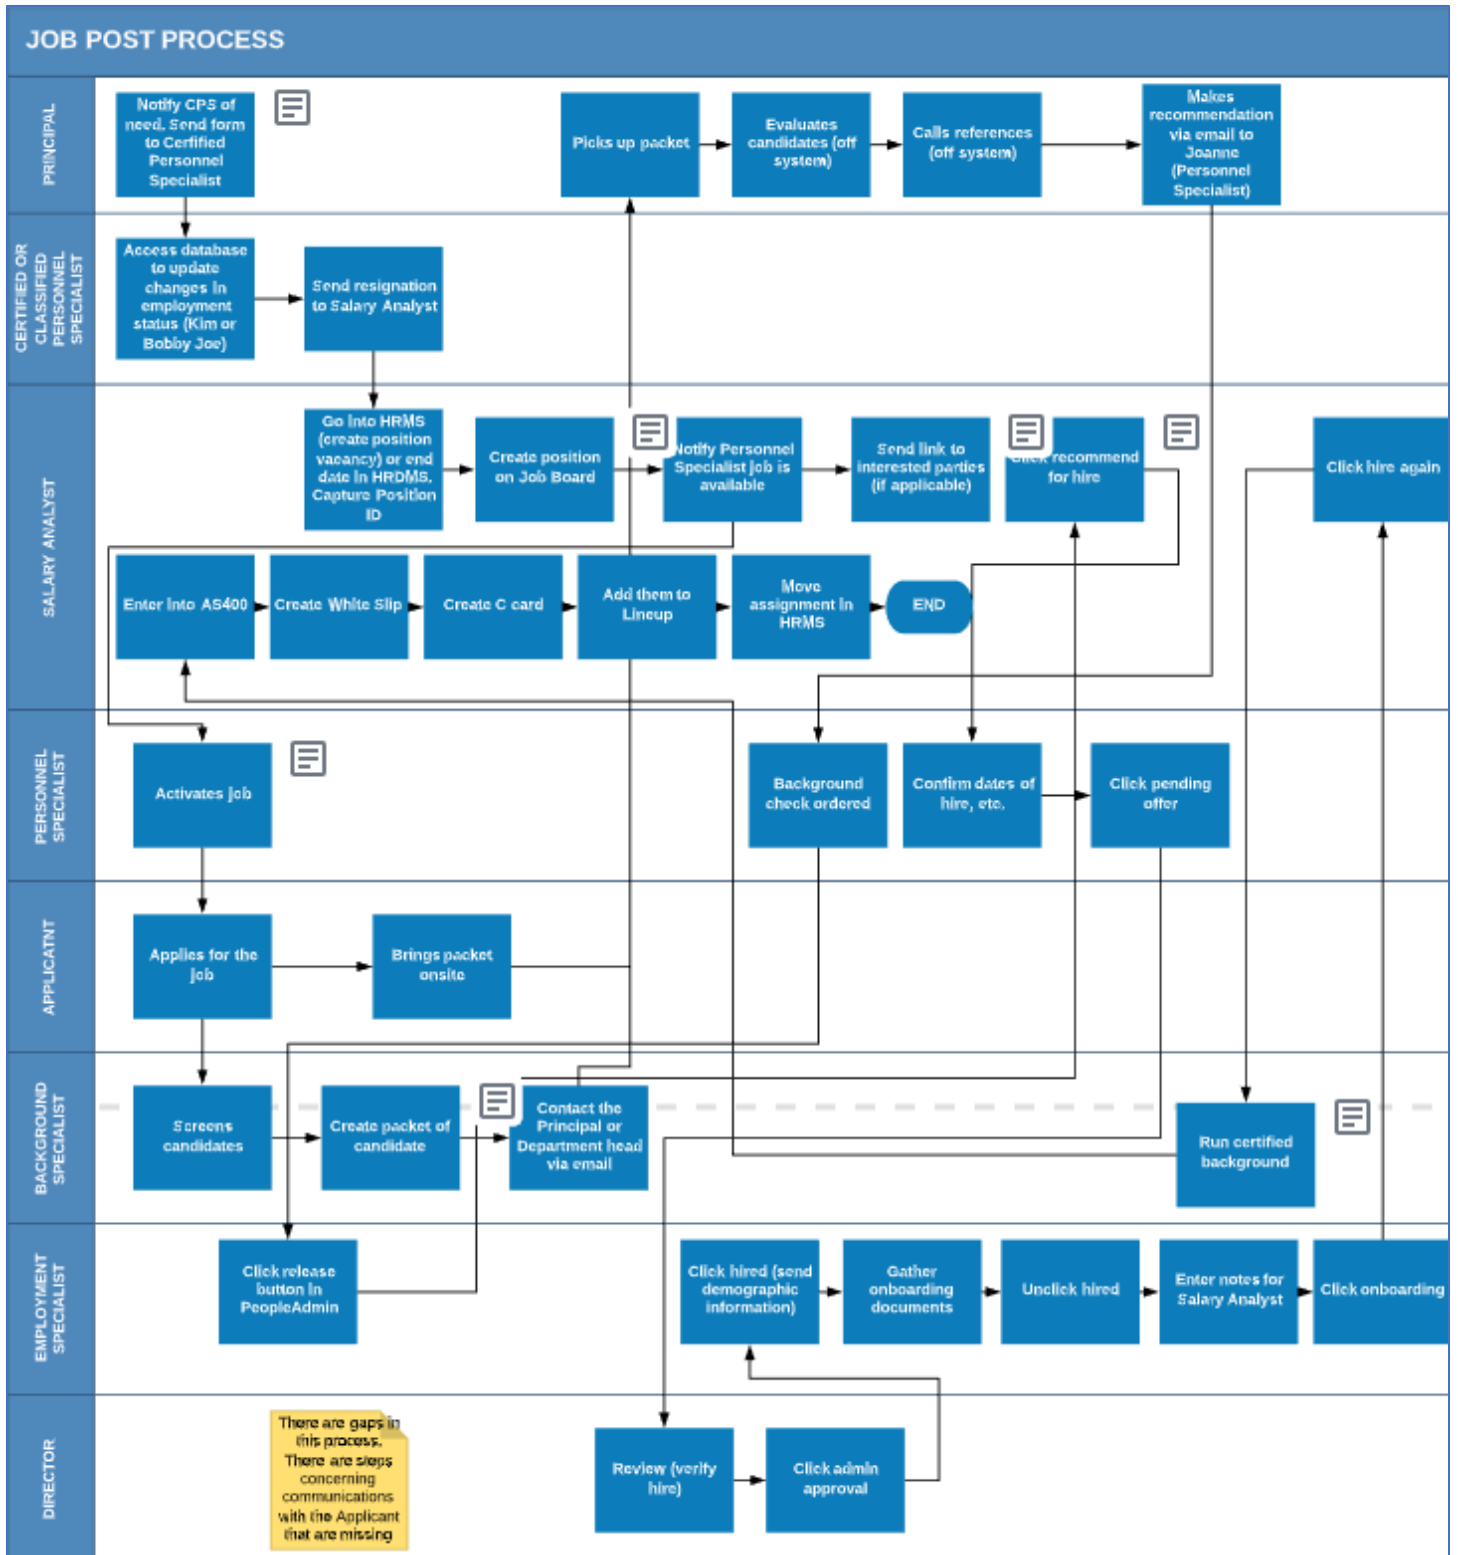 JOB POST PROCESS
PRINCIPAL
Notify CPS of
need. Send form
to Cerfified
Personnel
Specialist
Picks up packet
Evaluates
candidates (off
system)
Calls references
(off system)
Makes
recommendation
via email to
Joanne
(Personnel
Specialist)
CERTIFIED OR
CLASSIFIED
PERSONNEL
SPECIALIST
Access database
to update
changes in
employment
status (Kim or
Bobby Joe)
Send resignation
to Salary Analyst
SALARY ANALYST
Go into HRMS
(create position
vacancy) or end
date in HRDMS.
Capture Position
ID
Create position
on Job Board
Notify Personnel
Specialist job is
available
Send link to
interested parties
(if applicable)
Click recommend
for hire
Click hire again
Enter into AS400
Create White Slip
Create C card
Add them to
Lineup
Move
assignment in
HRMS
END
PERSONNEL
SPECIALIST
Activates job
Background
check ordered
Confirm dates of
hire, etc.
Click pending
offer
APPLICATNT
Applies for the
job
Brings packet
onsite
BACKGROUND
SPECIALIST
Screens
candidates
Create packet of
candidate
Contact the
Principal or
Department head
via email
Run certified
background
EMPLOYMENT
SPECIALIST
Click release
button in
PeopleAdmin
Click hired (send
demographic
information)
Gather
onboarding
documents
Unclick hired
Enter notes for
Salary Analyst
Click onboarding
DIRECTOR
There are gaps in
this process.
There are steps
concerning
communications
with the Applicant
that are missing
Review (verify
hire)
Click admin
approval